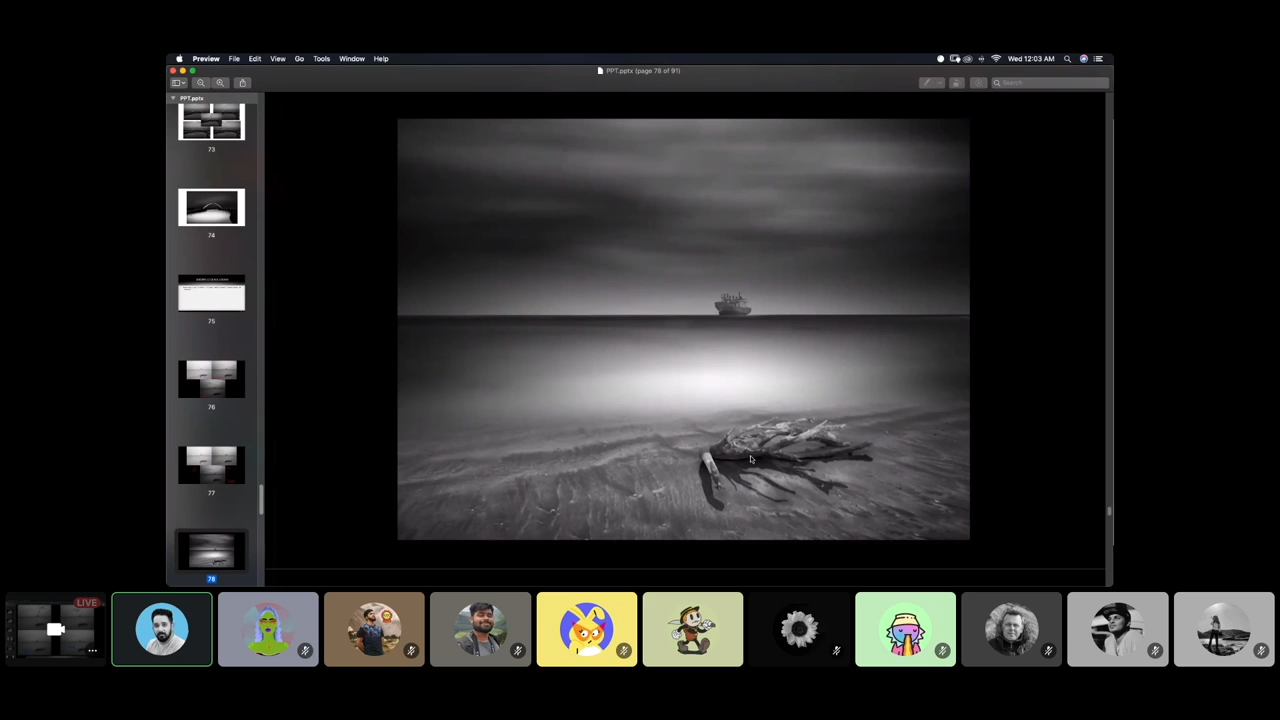 Preview File Edit View Go Tools Window Help
Wed 12:03 AM
PPT.pptx (page 78 of 91)
Search
PPT.pptx
73
74
75
76
77
78
LIVE